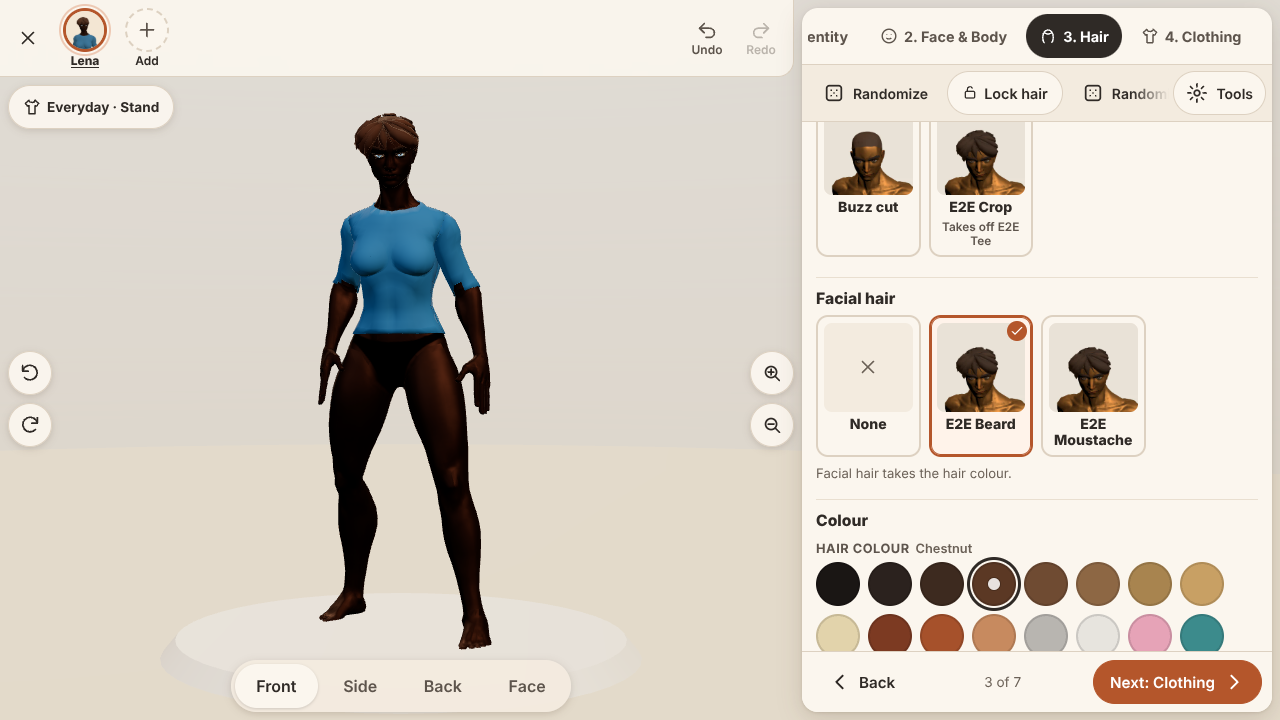 Lena
Add
Undo
Redo
Everyday · Stand
Front
Side
Back
Face
entity
2. Face & Body
3. Hair
4. Clothing
Randomize
Lock hair
Random
Tools
Buzz cut
E2E Crop
Takes off E2E
Tee
Facial hair
None
E2E Beard
E2E
Moustache
Facial hair takes the hair colour.
Colour
HAIR COLOUR Chestnut
Back
3 of 7
Next: Clothing